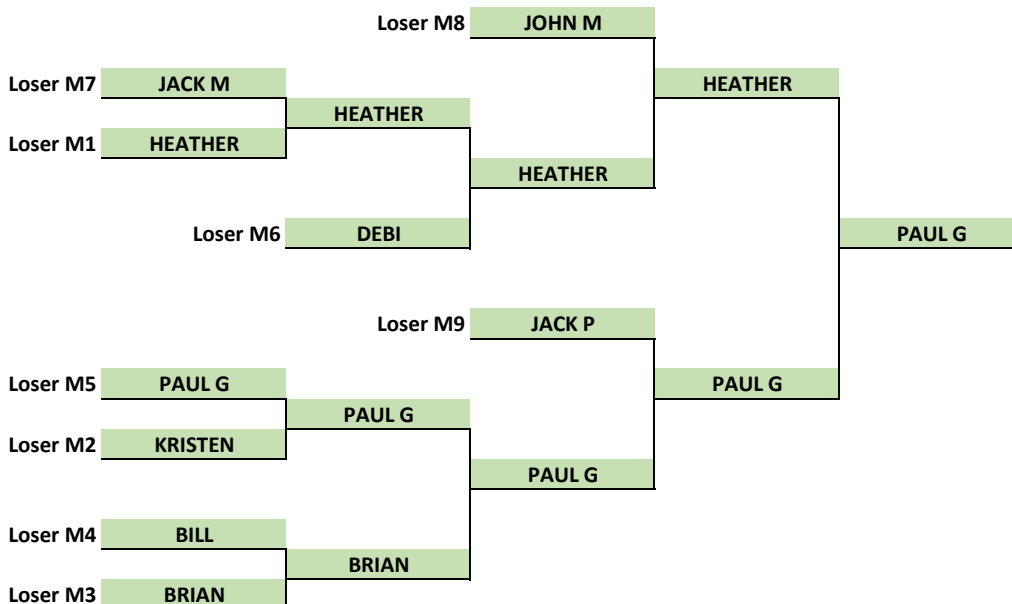 Loser M8 JOHN M
Loser M7 JACK M HEATHER
HEATHER
Loser M1 HEATHER
HEATHER
Loser M6 DEBI PAUL G
Loser M9 JACK P
Loser M5 PAUL G PAUL G
PAUL G
Loser M2 KRISTEN
PAUL G
Loser M4 BILL
BRIAN
Loser M3 BRIAN